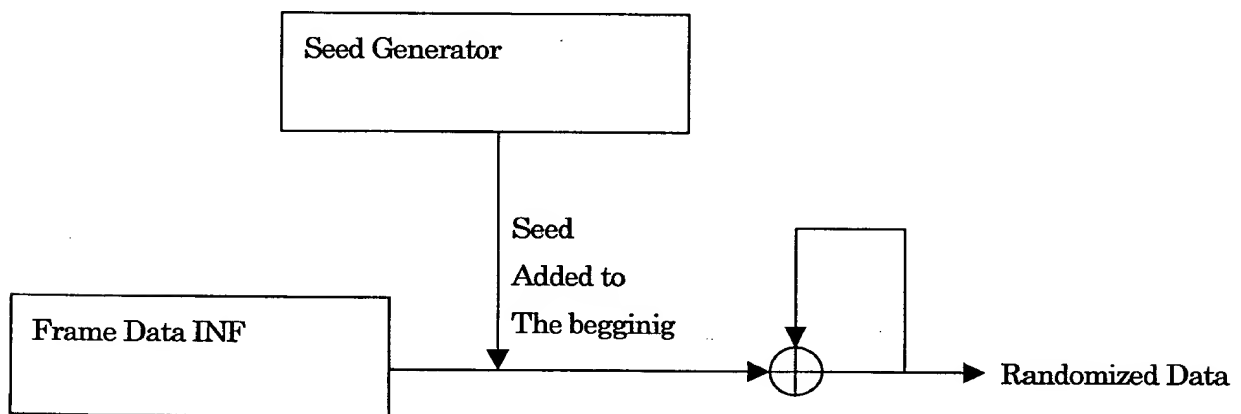 Seed Generator
Seed
Added to
The begginig
Frame Data INF
Randomized Data